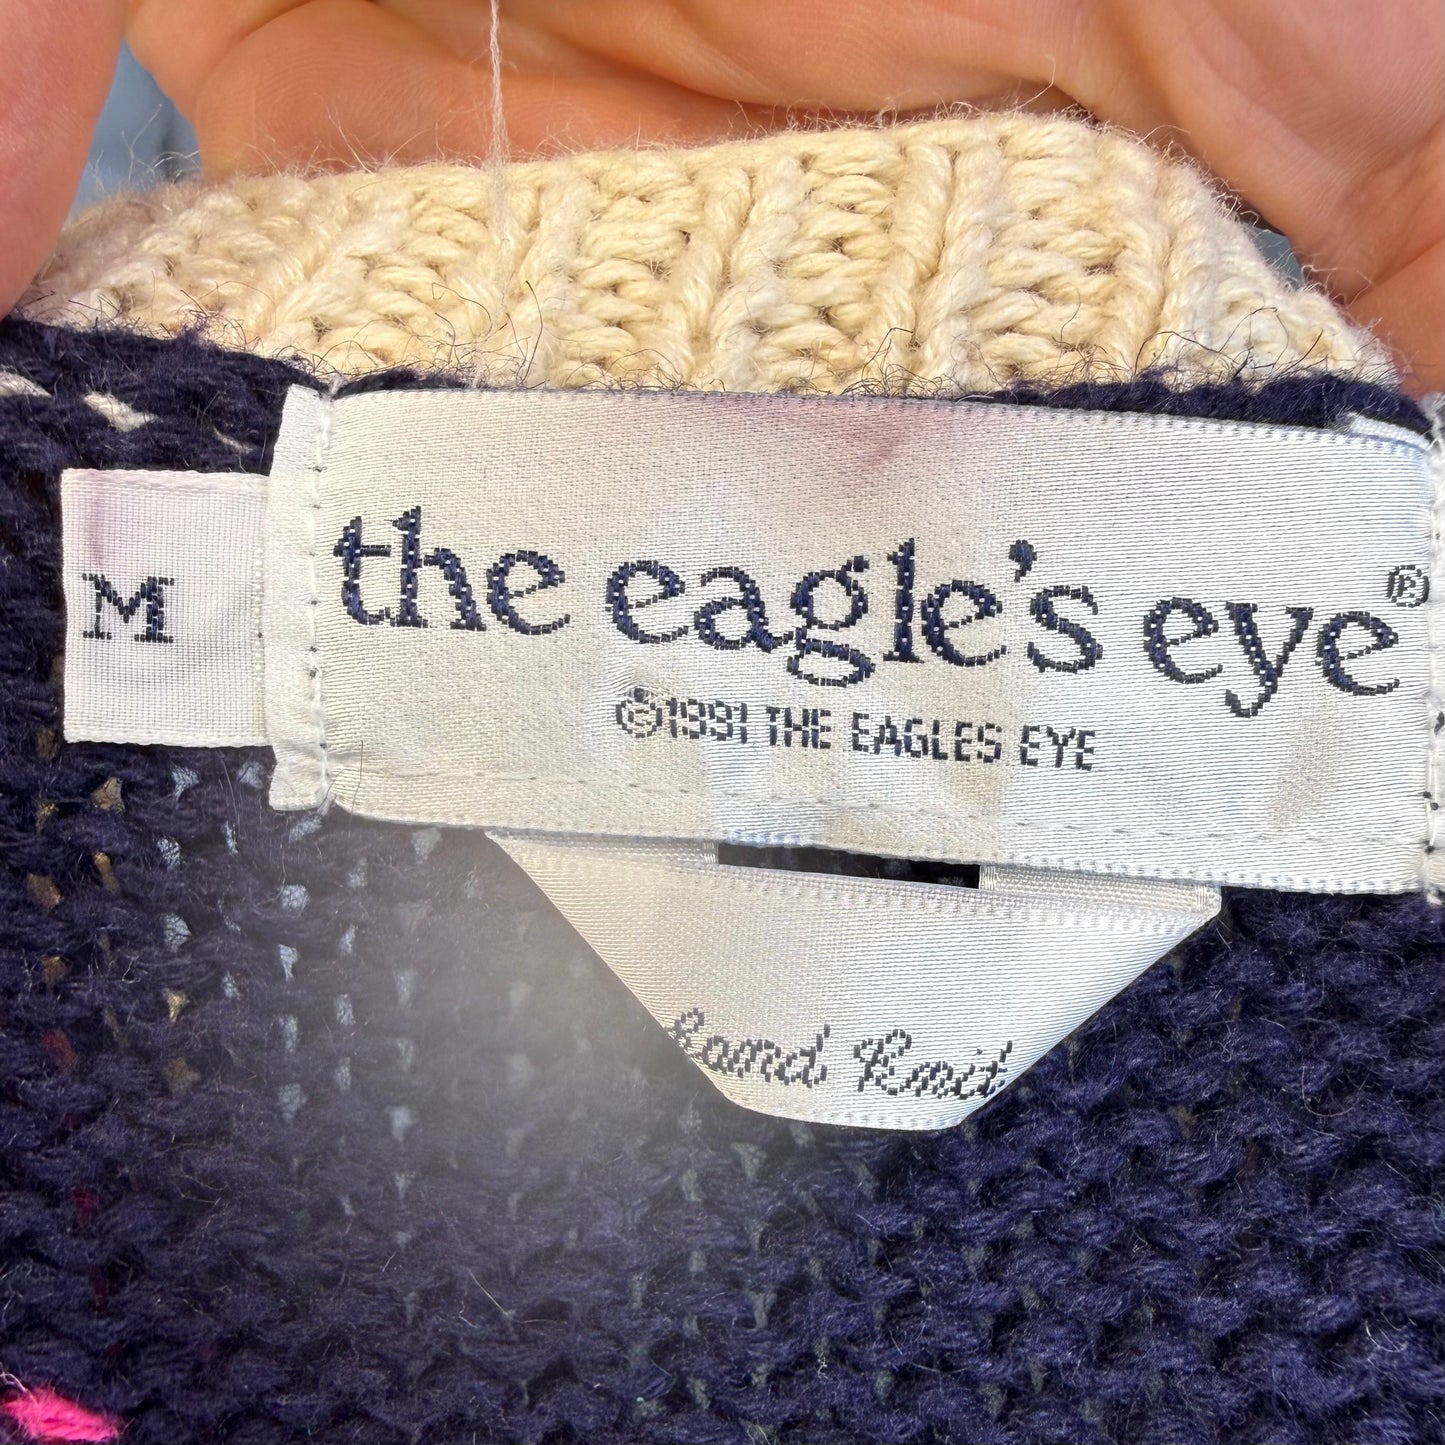 M
the eagle's eye®
©1991 THE EAGLES EYE
Hand Knit